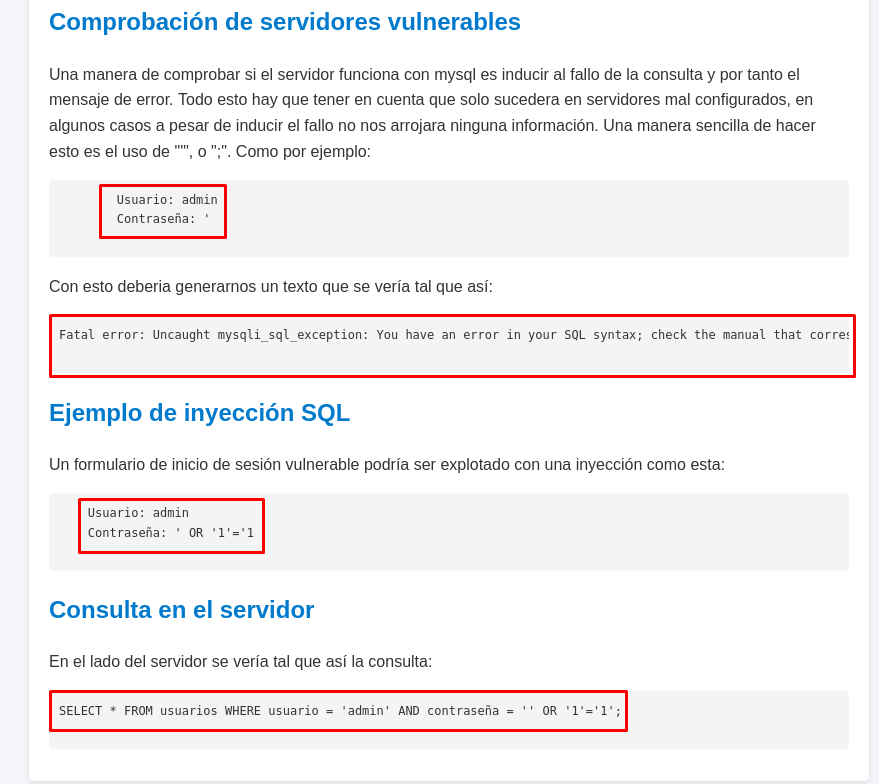 Comprobación de servidores vulnerables
Una manera de comprobar si el servidor funciona con mysql es inducir al fallo de la consulta y por tanto el
mensaje de error. Todo esto hay que tener en cuenta que solo sucedera en servidores mal configurados, en
algunos casos a pesar de inducir el fallo no nos arrojara ninguna información. Una manera sencilla de hacer
esto es el uso de "'", o ";". Como por ejemplo:
Usuario: admin
Contraseña: '
Con esto deberia generarnos un texto que se vería tal que así:
Fatal error: Uncaught mysqli_sql_exception: You have an error in your SQL syntax; check the manual that corres
Ejemplo de inyección SQL
Un formulario de inicio de sesión vulnerable podría ser explotado con una inyección como esta:
Usuario: admin
Contraseña: ' OR '1'='1
Consulta en el servidor
En el lado del servidor se vería tal que así la consulta:
SELECT * FROM usuarios WHERE usuario = 'admin' AND contraseña = '' OR '1'='1';